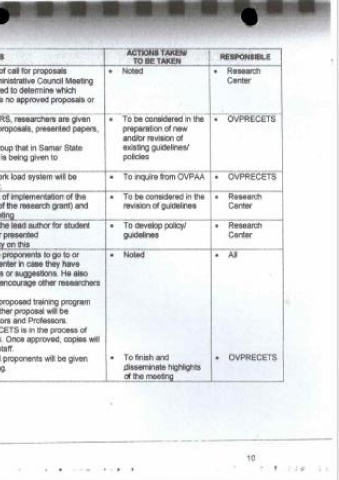 S
ACTIONS TAKEN/
TO BE TAKEN
RESPONSIBLE
of call for proposals
ministrative Council Meeting
ed to determine which
e no approved proposals or
• Noted
• Research
Center
RS, researchers are given
proposals, presented papers,
roup that in Samar State
is being given to
• To be considered in the
preparation of new
and/or revision of
existing guidelines/
policies
• OVPRECETS
ork load system will be
• To inquire from OVPAA
• OVPRECETS
t of implementation of the
of the research grant) and
eting
• To be considered in the
revision of guidelines
• Research
Center
the lead author for student
r presented
cy on this
• To develop policy/
guidelines
• Research
Center
proponents to go to or
enter in case they have
s or suggestions. He also
encourage other researchers
• Noted
• All
proposed training program
ther proposal will be
ors and Professors.
CETS is in the process of
s. Once approved, copies will
staff.
l proponents will be given
g.
• To finish and
disseminate highlights
of the meeting
• OVPRECETS
10